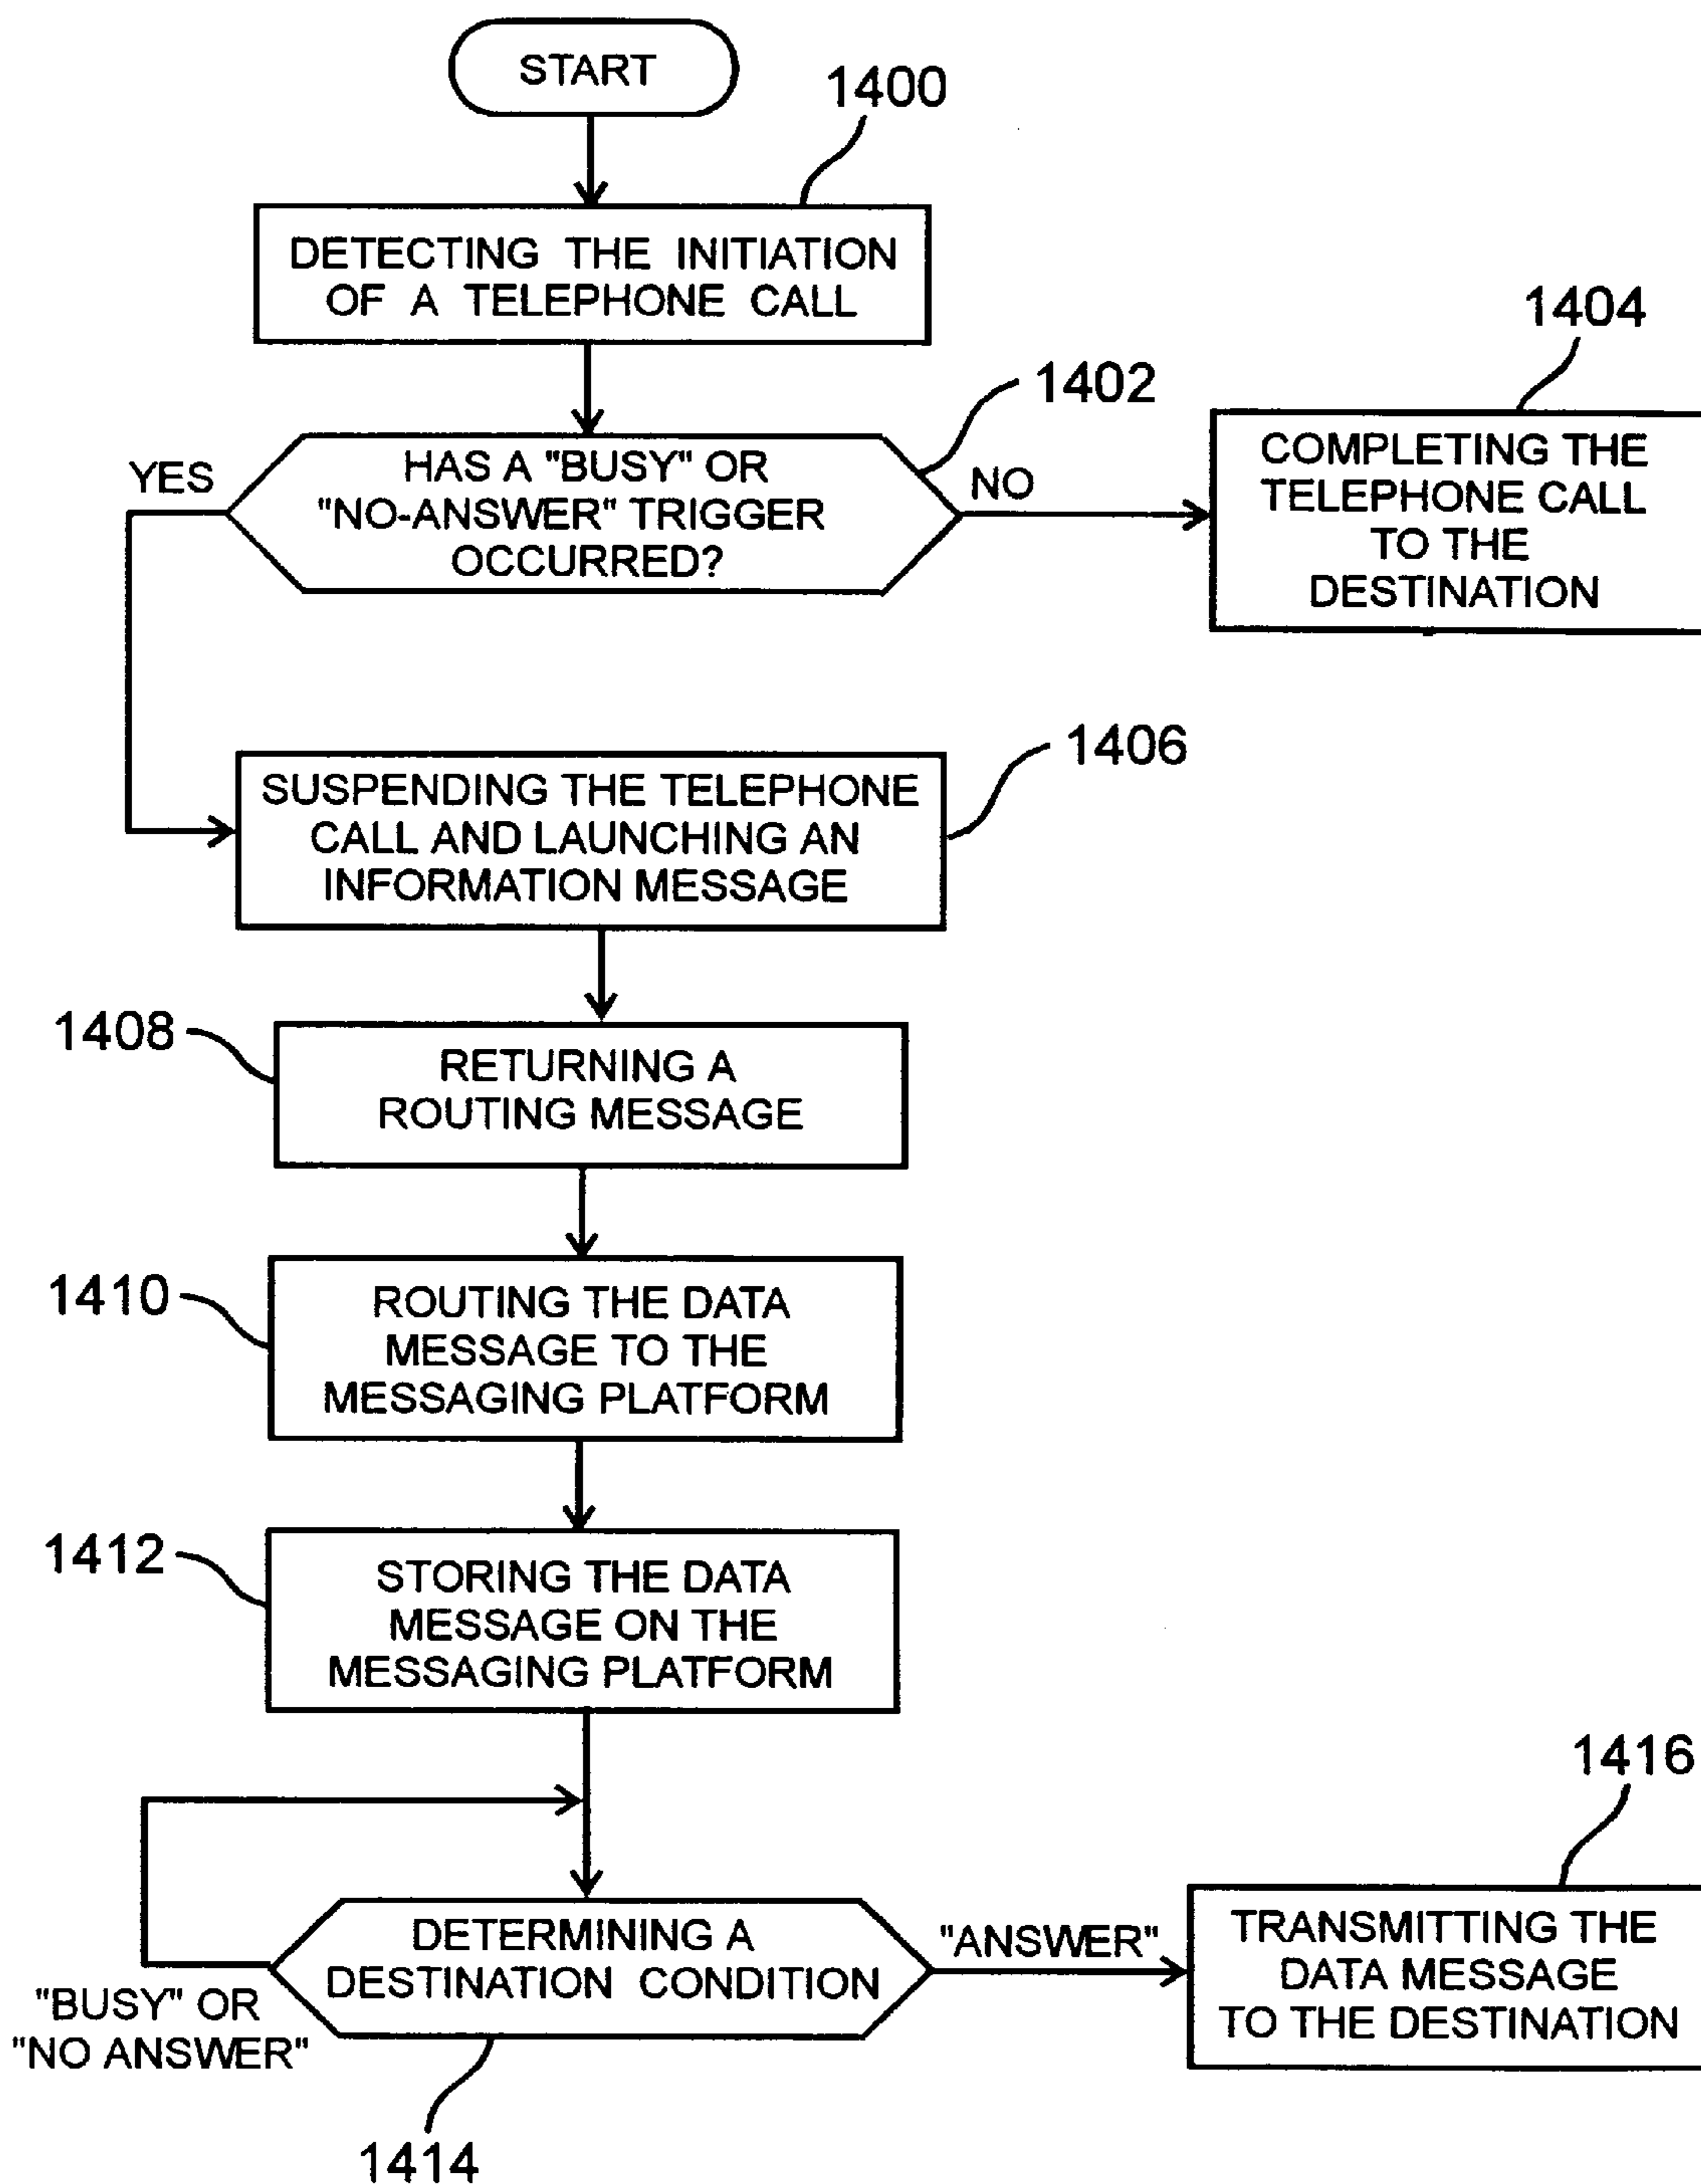 START
1400
DETECTING THE INITIATION
OF A TELEPHONE CALL
1402
1404
YES
HAS A "BUSY" OR
"NO-ANSWER" TRIGGER
OCCURRED?
NO
COMPLETING THE
TELEPHONE CALL
TO THE
DESTINATION
1406
SUSPENDING THE TELEPHONE
CALL AND LAUNCHING AN
INFORMATION MESSAGE
1408
RETURNING A
ROUTING MESSAGE
1410
ROUTING THE DATA
MESSAGE TO THE
MESSAGING PLATFORM
1412
STORING THE DATA
MESSAGE ON THE
MESSAGING PLATFORM
1416
DETERMINING A
DESTINATION CONDITION
"ANSWER"
TRANSMITTING THE
DATA MESSAGE
TO THE DESTINATION
"BUSY" OR
"NO ANSWER"
1414